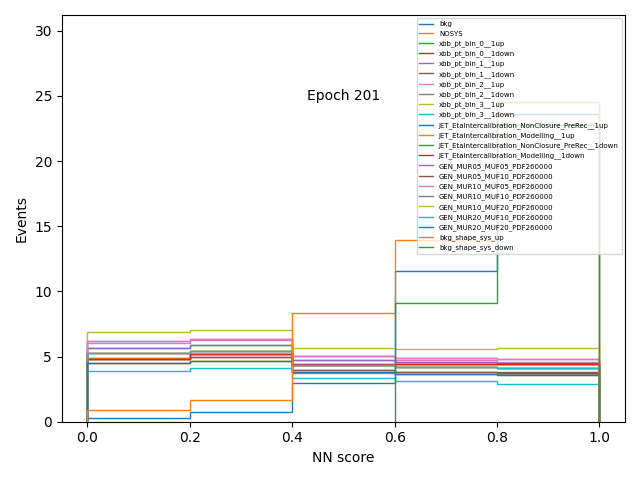 bkg
NOSYS
xbb_pt_bin_0__1up
xbb_pt_bin_0__1down
xbb_pt_bin_1__1up
xbb_pt_bin_1__1down
xbb_pt_bin_2__1up
xbb_pt_bin_2__1down
xbb_pt_bin_3__1up
xbb_pt_bin_3__1down
JET_EtaIntercalibration_NonClosure_PreRec__1up
JET_EtaIntercalibration_Modelling__1up
JET_EtaIntercalibration_NonClosure_PreRec__1down
JET_EtaIntercalibration_Modelling__1down
GEN_MUR05_MUF05_PDF260000
GEN_MUR05_MUF10_PDF260000
GEN_MUR10_MUF05_PDF260000
GEN_MUR10_MUF10_PDF260000
GEN_MUR10_MUF20_PDF260000
GEN_MUR20_MUF10_PDF260000
GEN_MUR20_MUF20_PDF260000
bkg_shape_sys_up
bkg_shape_sys_down
Epoch 201
30
25
20
15
10
5
0
Events
0.0 0.2 0.4 0.6 0.8 1.0
NN score